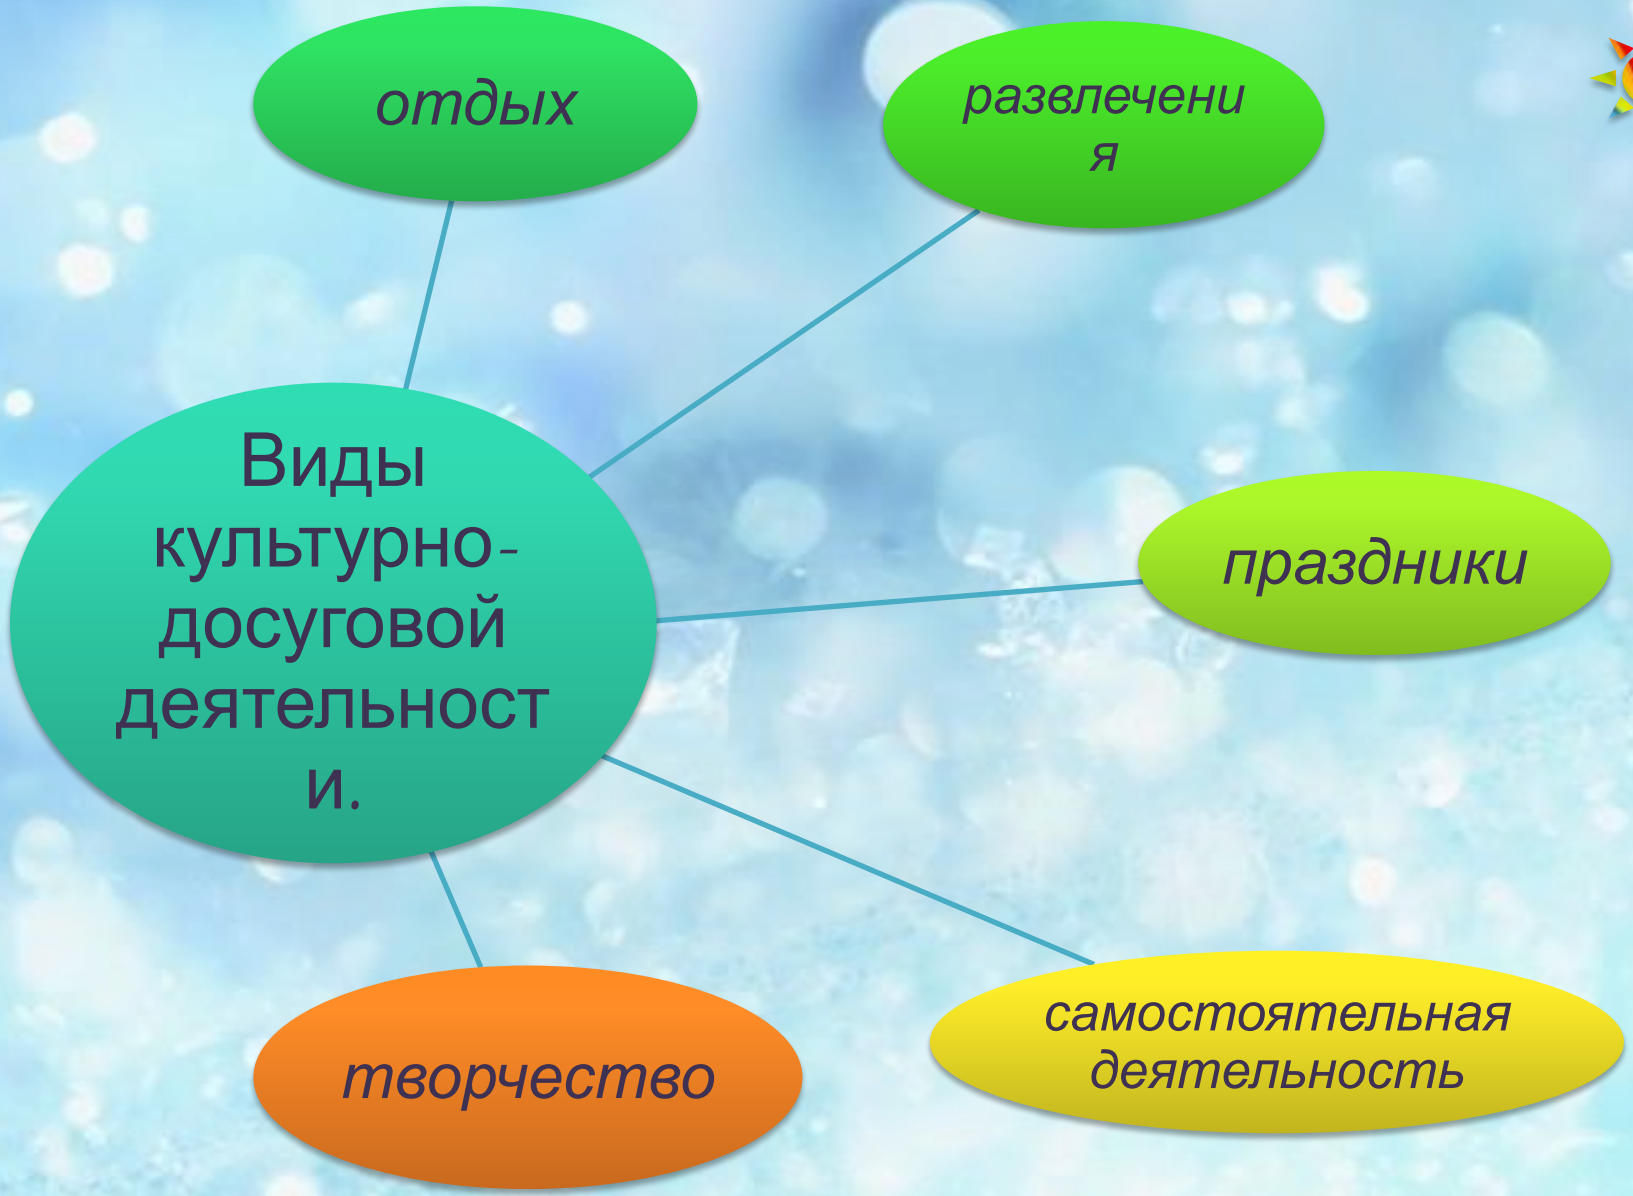 отдых
развлечени
я
Виды
культурно-
досуговой
деятельност
и.
праздники
самостоятельная
деятельность
творчество